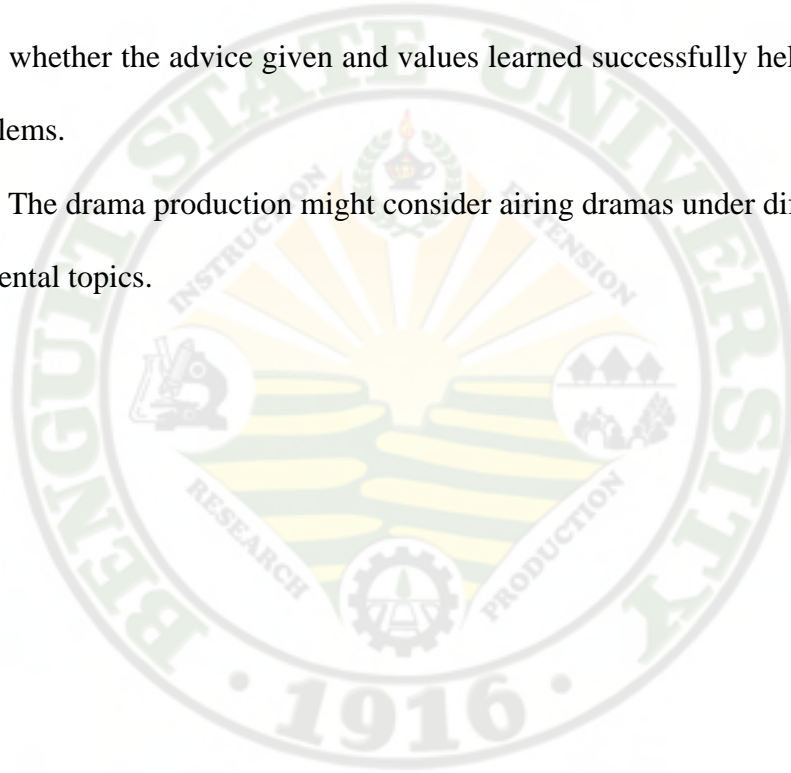 whether the advice given and values learned successfully hel
lems.
The drama production might consider airing dramas under di
ental topics.
BENGUET STATE UNIVERSITY
INSTRUCTION
EXTENSION
RESEARCH
PRODUCTION
· 1916 ·